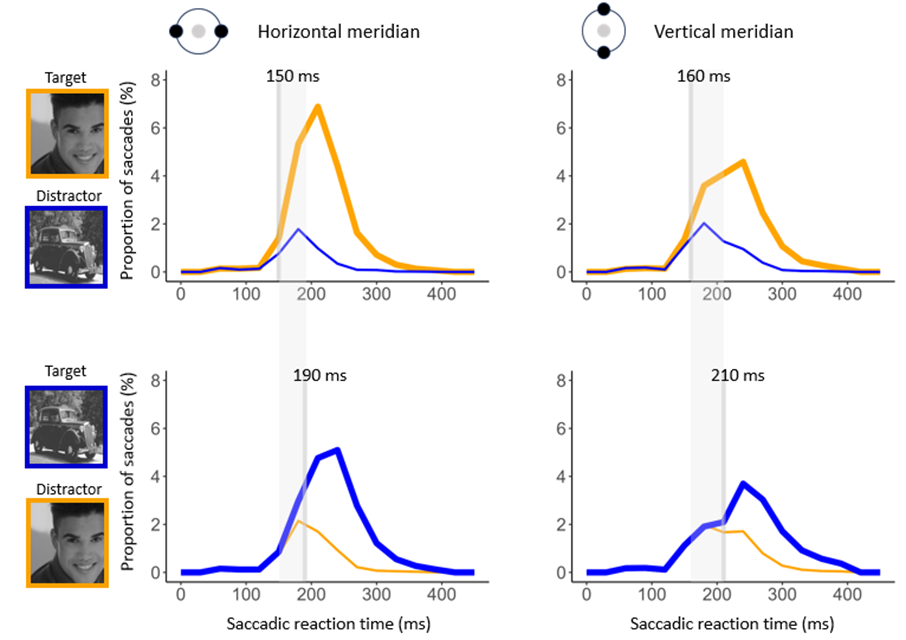 Horizontal meridian
Vertical meridian
Target
Distractor
Proportion of saccades (%)
150 ms
8
6
4
2
0
0 100 200 300 400
160 ms
8
6
4
2
0
0 100 200 300 400
Target
Distractor
Proportion of saccades (%)
190 ms
8
6
4
2
0
0 100 200 300 400
Saccadic reaction time (ms)
210 ms
8
6
4
2
0
0 100 200 300 400
Saccadic reaction time (ms)